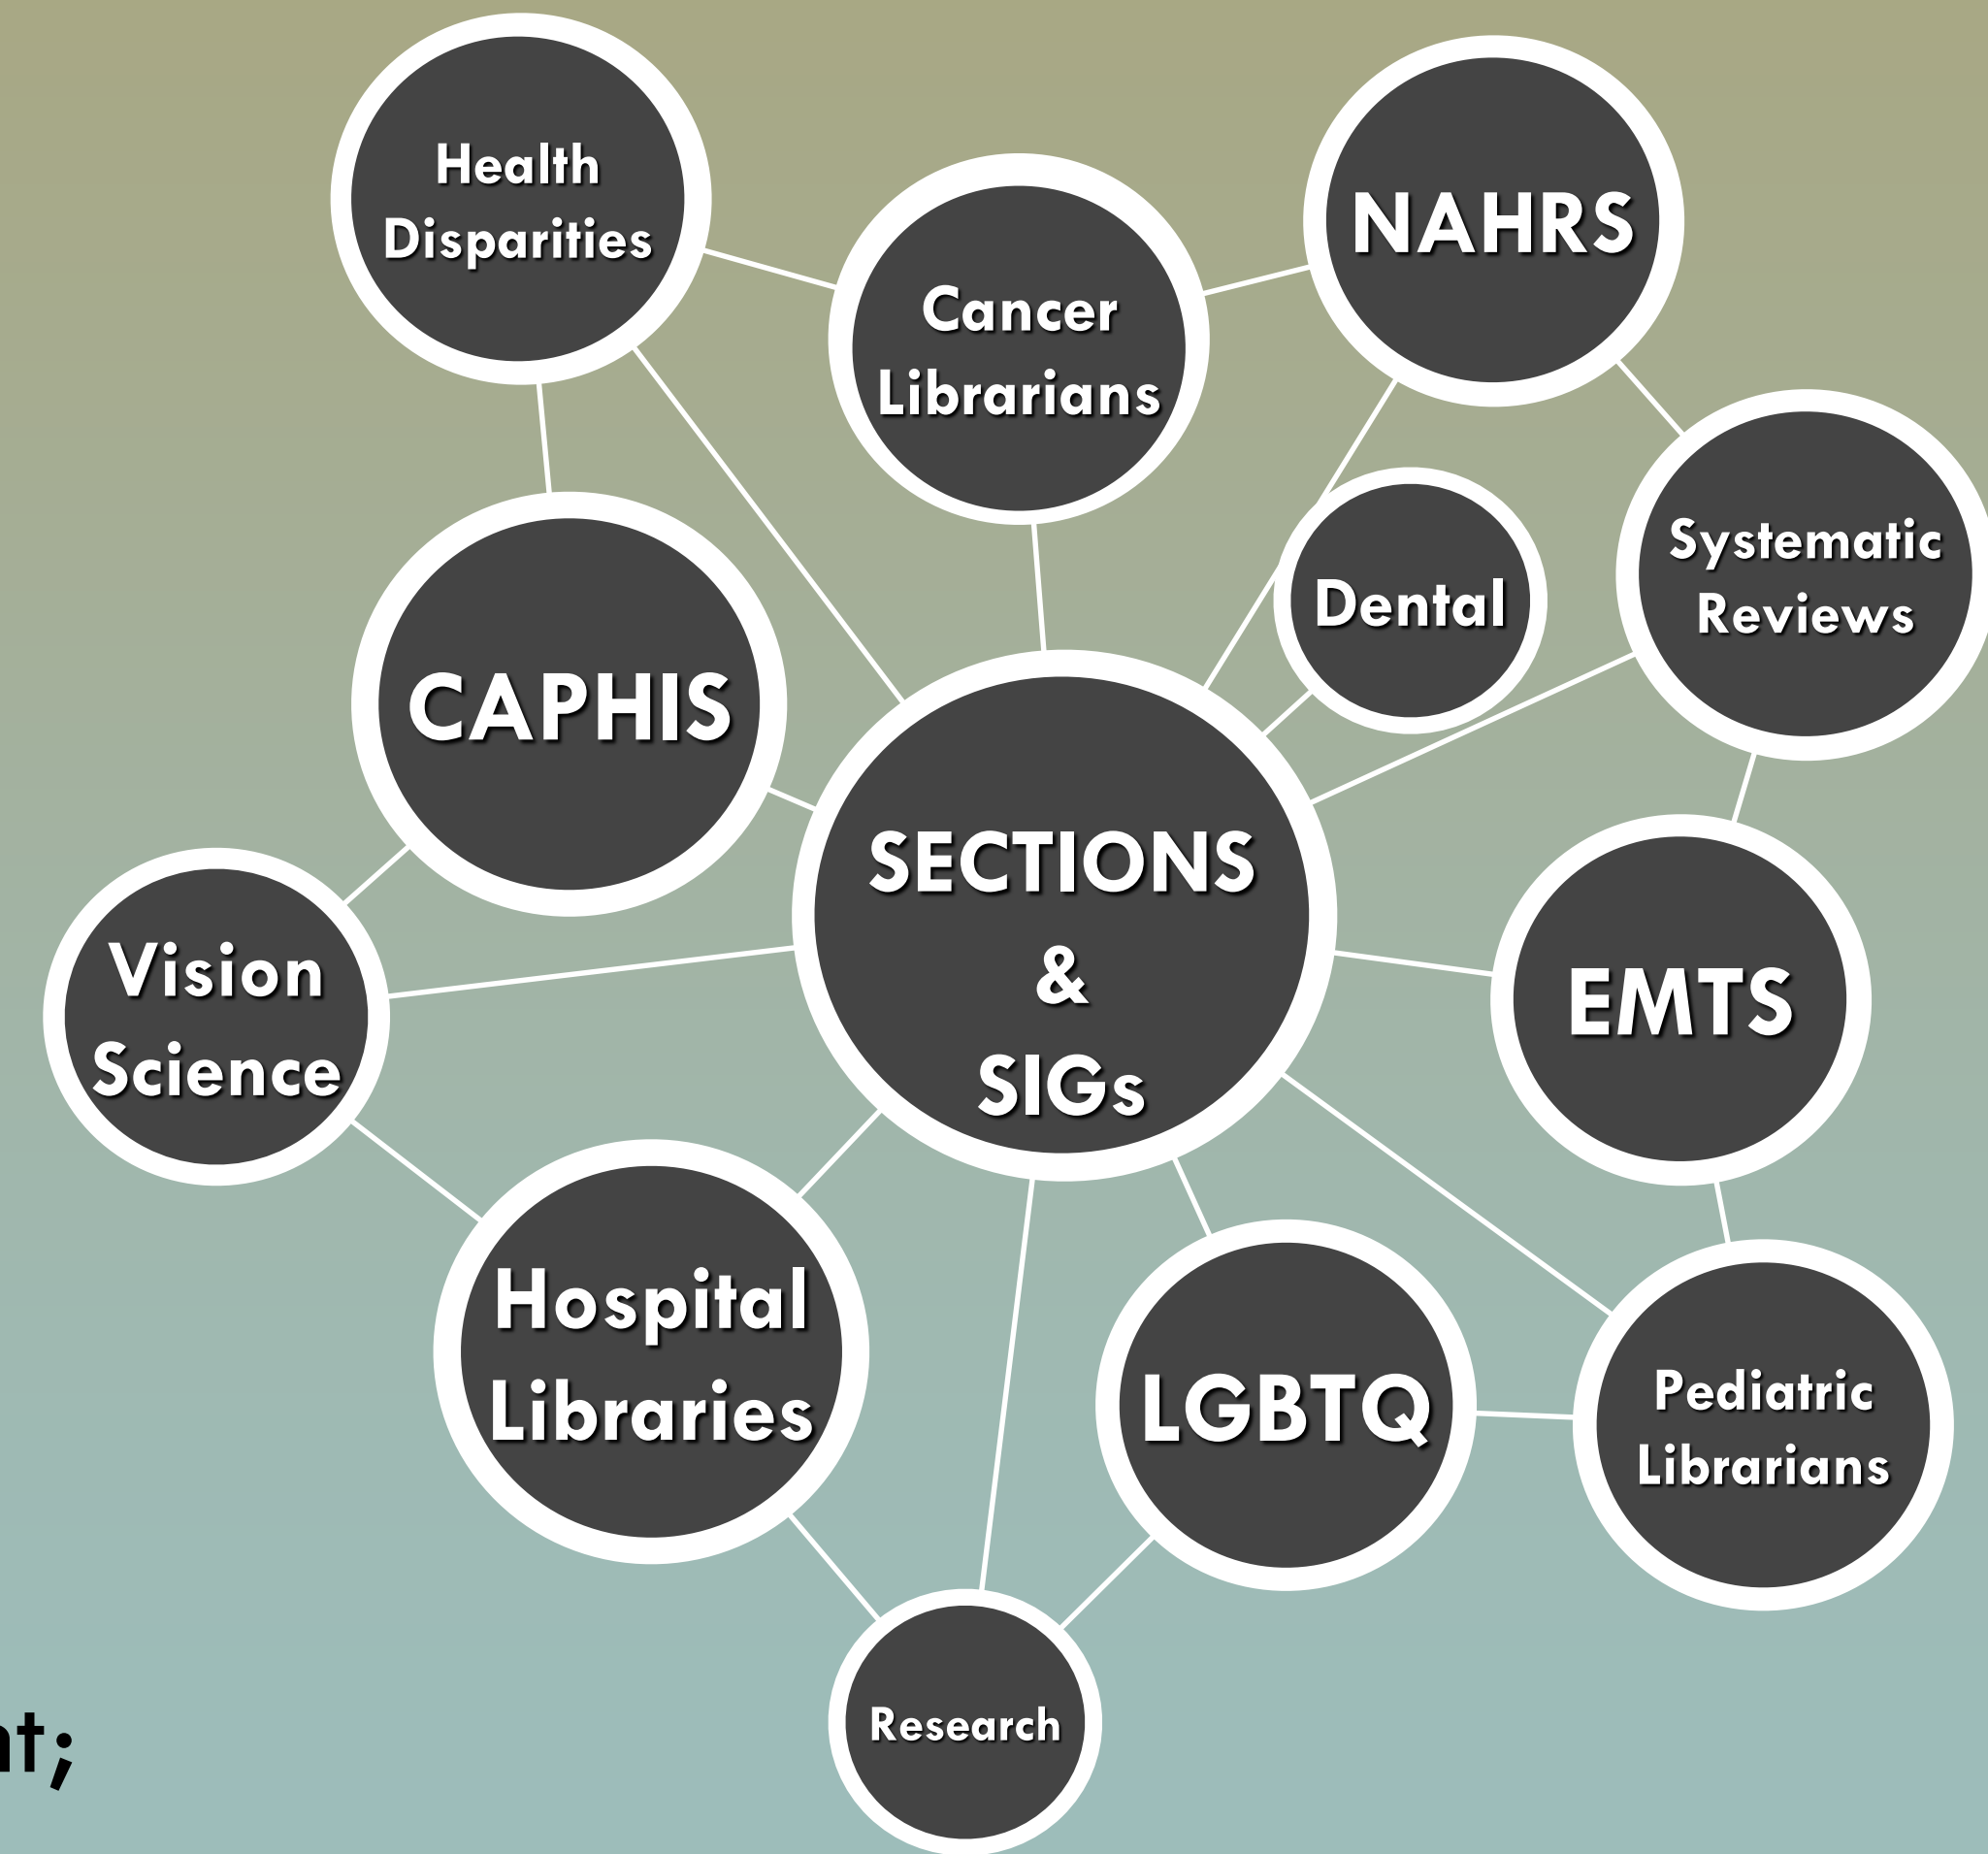 Health
Disparities
NAHRS
Cancer
Librarians
Systematic
Reviews
Dental
CAPHIS
SECTIONS
&
SIGs
Vision
Science
EMTS
Hospital
Libraries
LGBTQ
Pediatric
Librarians
Research